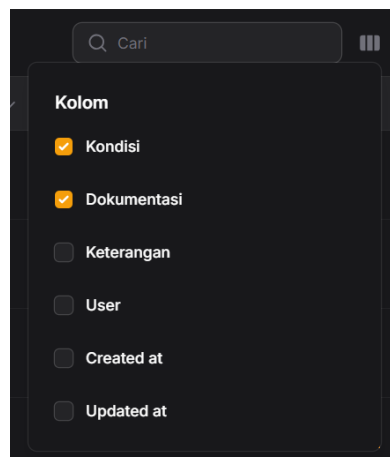 Cari
Kolom
Kondisi
Dokumentasi
Keterangan
User
Created at
Updated at